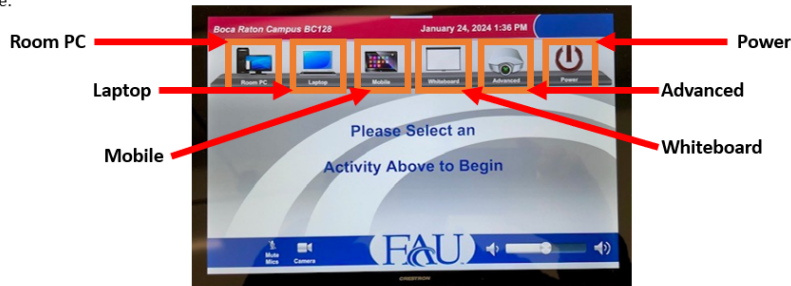 e.
Boca Raton Campus BC128 January 24, 2024 1:36 PM
Room PC
Power
Room PC Laptop Mobile Whiteboard Advanced Power
Laptop
Advanced
Please Select an
Mobile
Whiteboard
Activity Above to Begin
Mute
Mics
Camera
FAU
CRESTRON